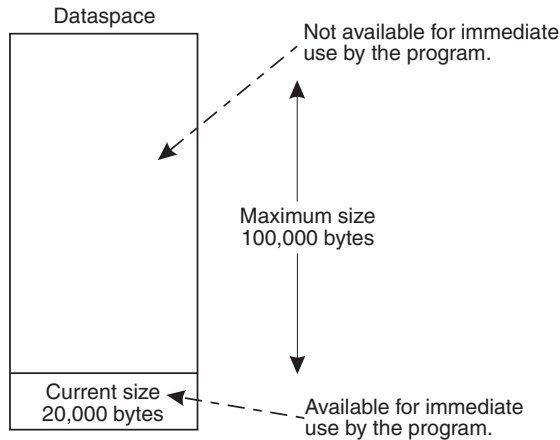 Dataspace
Not available for immediate
use by the program.
Maximum size
100,000 bytes
Current size
20,000 bytes
Available for immediate
use by the program.